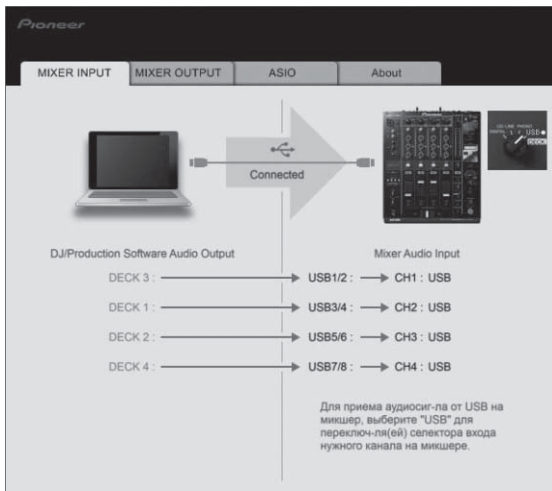 Pioneer
MIXER INPUT
MIXER OUTPUT
ASIO
About
Connected
DJ/Production Software Audio Output
Mixer Audio Input
DECK 3 : USB1/2 : CH1 : USB
DECK 1 : USB3/4 : CH2 : USB
DECK 2 : USB5/6 : CH3 : USB
DECK 4 : USB7/8 : CH4 : USB
Для приема аудиосиг-ла от USB на
микшер, выберите "USB" для
переключ-ля(ей) селектора входа
нужного канала на микшере.